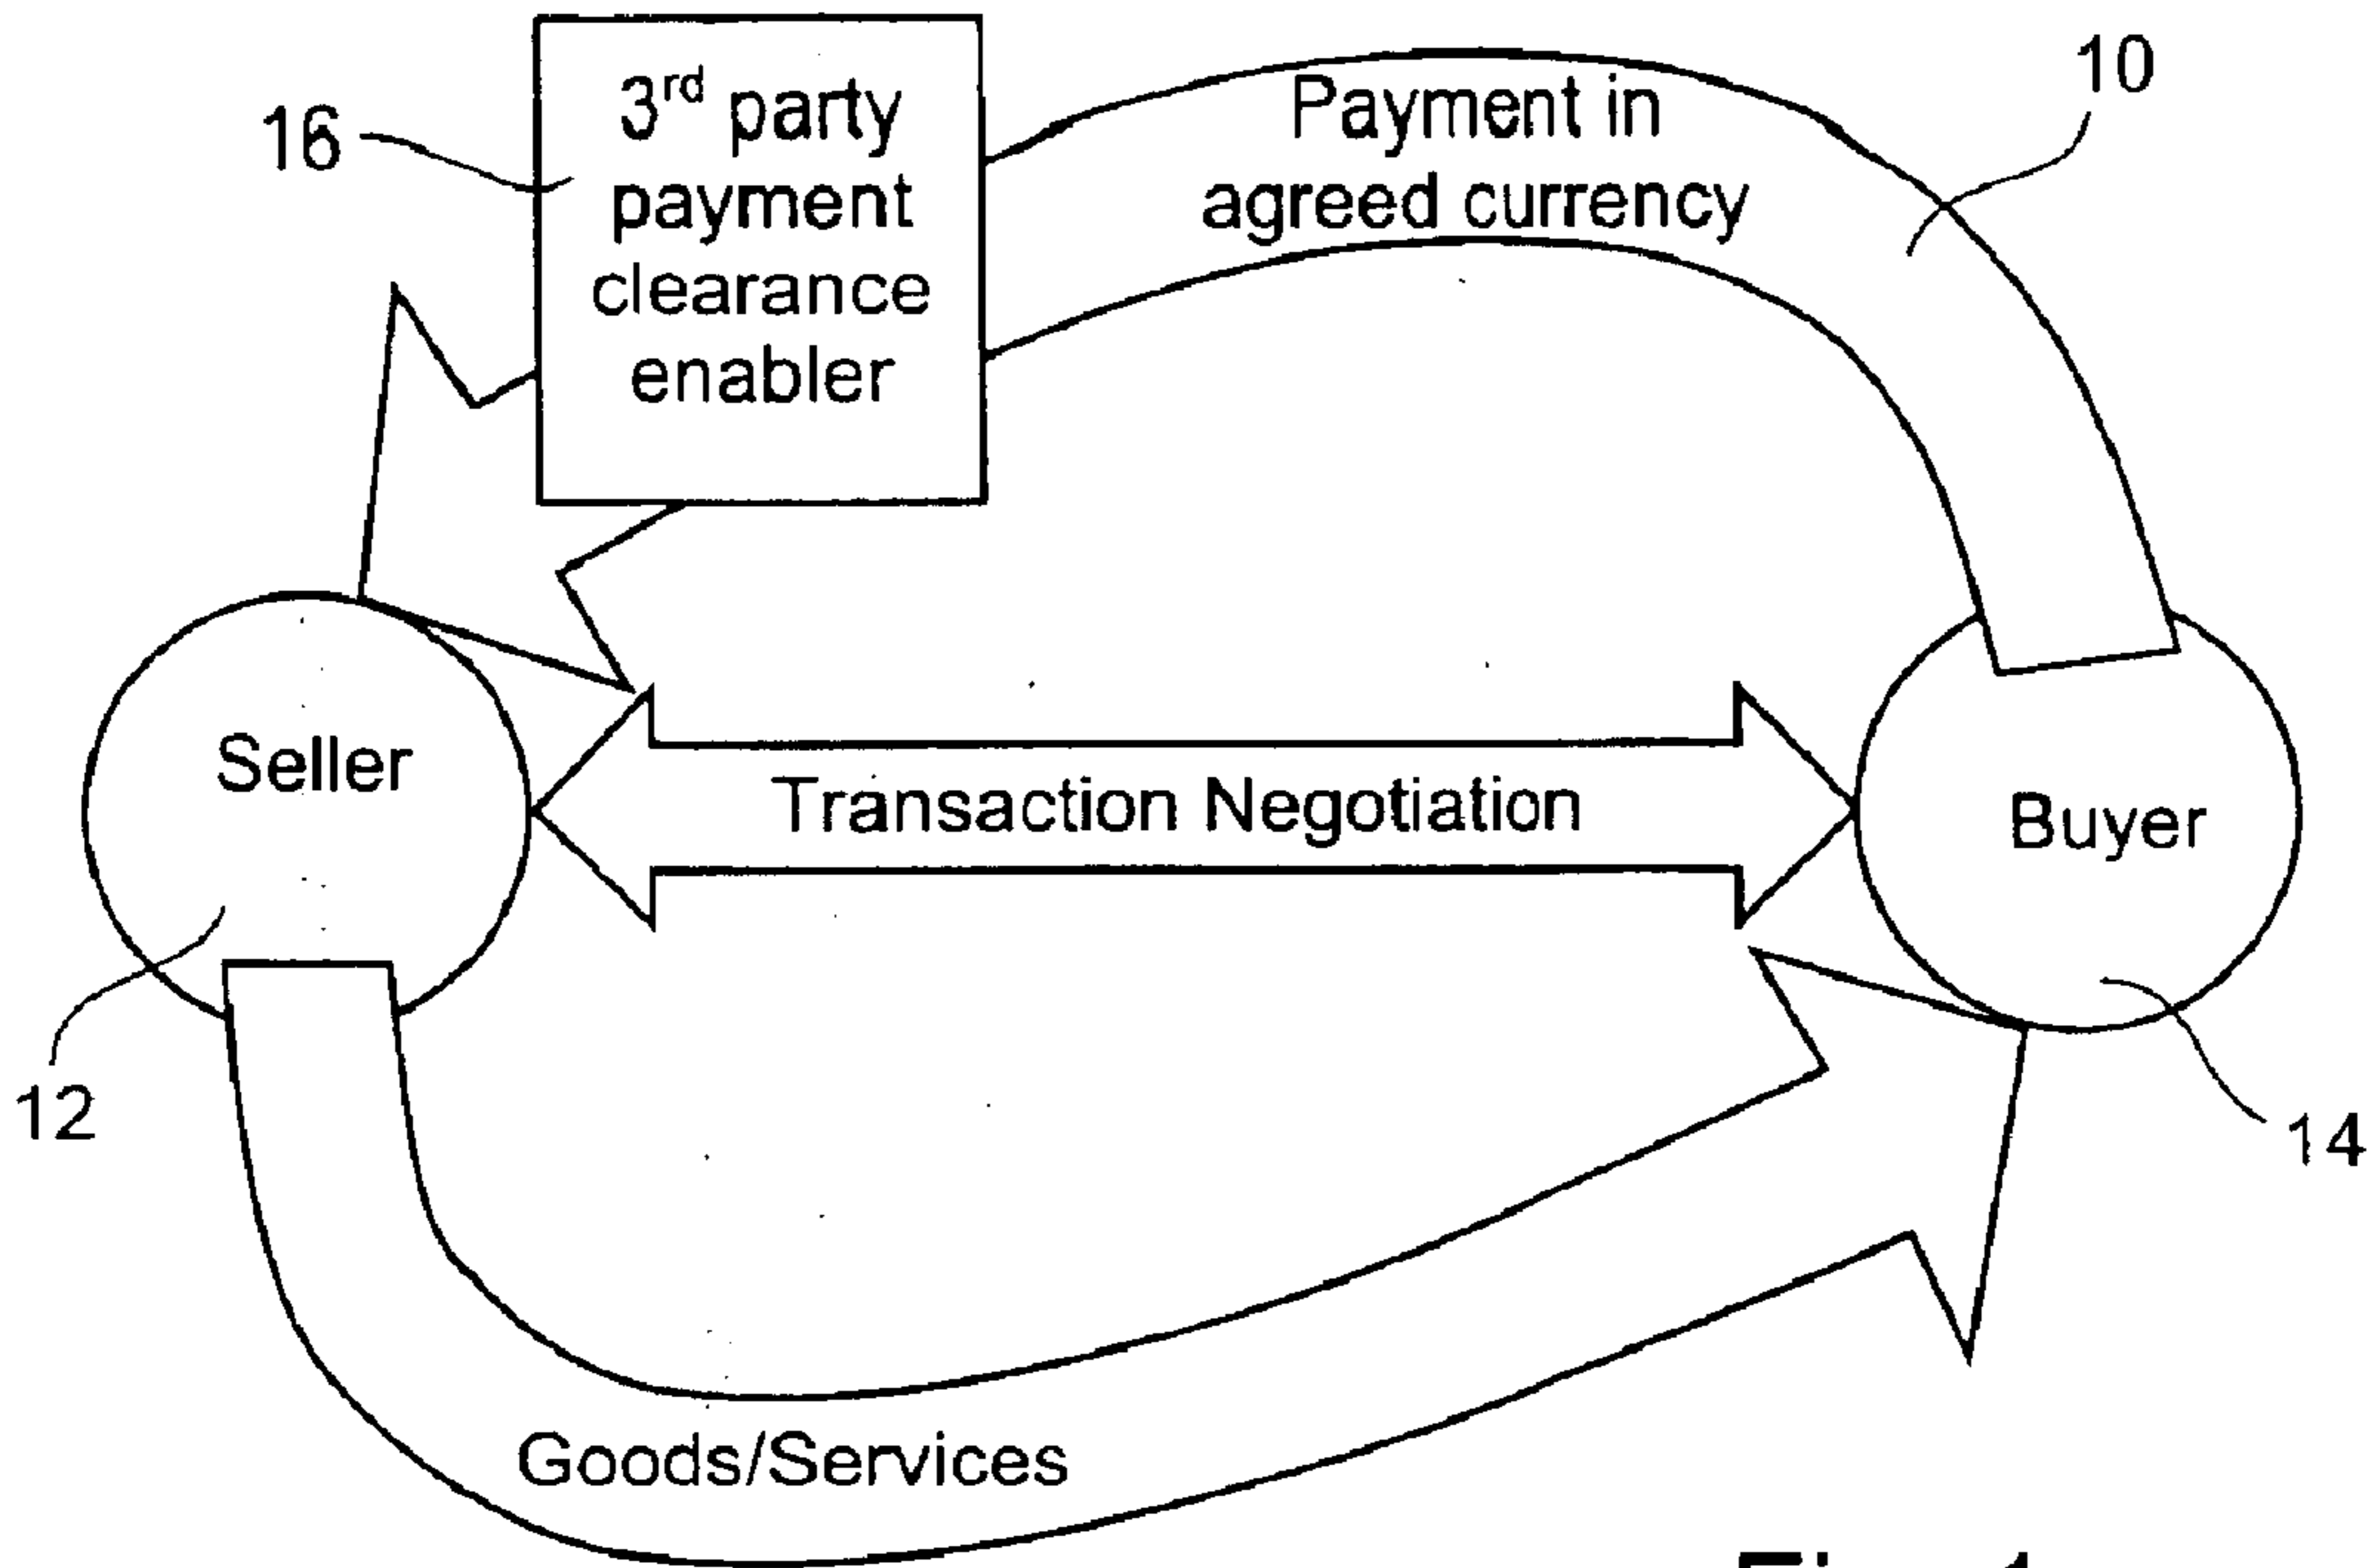 3rd party
payment
clearance
enabler
16
Payment in
agreed currency
10
Seller
Transaction Negotiation
Buyer
12
14
Goods/Services